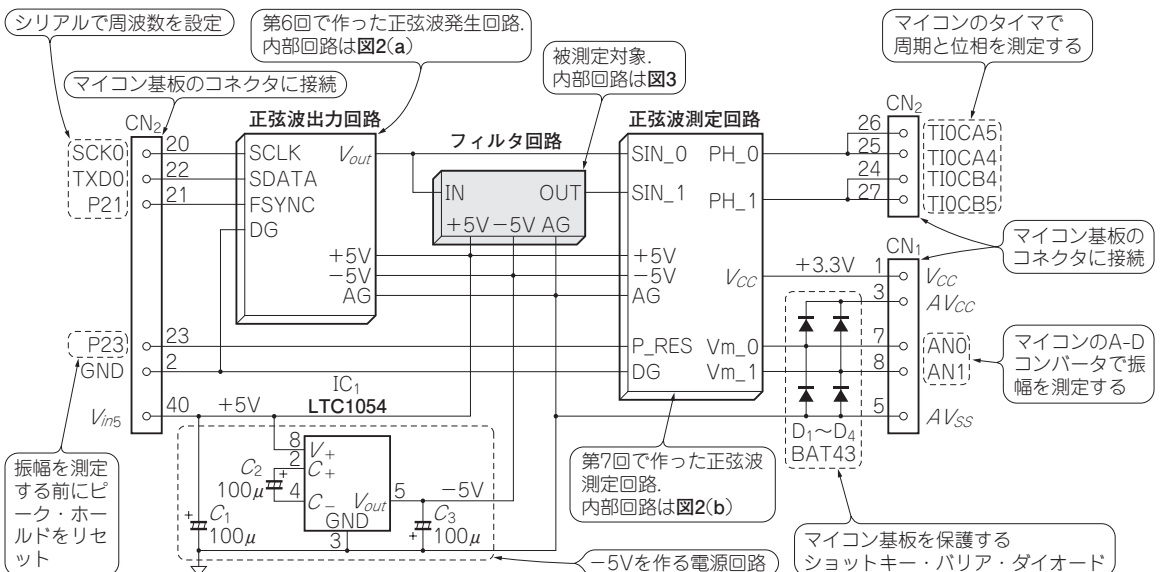 シリアルで周波数を設定
マイコン基板のコネクタに接続
第6回で作った正弦波発生回路.
内部回路は図2(a)
被測定対象.
内部回路は図3
マイコンのタイマで
周期と位相を測定する
CN2
SCK0
TXD0
P21
20
22
21
正弦波出力回路
SCLK
SDATA
FSYNC
DG
Vout
+5V
-5V
AG
フィルタ回路
IN
OUT
+5V -5V AG
正弦波測定回路
SIN_0
SIN_1
PH_0
PH_1
+5V
-5V
AG
VCC
P_RES
DG
Vm_0
Vm_1
CN2
26
25
24
27
TIOCA5
TIOCA4
TIOCB4
TIOCB5
マイコン基板の
コネクタに接続
CN1
+3.3V
1
3
7
8
5
VCC
AVCC
AN0
AN1
AVSS
マイコンのA-D
コンバータで振
幅を測定する
P23
GND
Vin5
23
2
40
+5V
振幅を測定
する前にピ
ーク・ホー
ルドをリセ
ット
IC1
LTC1054
8
2
4
5
3
V+
C+
C-
Vout
GND
C2
100μ
C1
100μ
C3
100μ
-5V
-5Vを作る電源回路
第7回で作った正弦波
測定回路.
内部回路は図2(b)
D1～D4
BAT43
マイコン基板を保護する
ショットキー・バリア・ダイオード